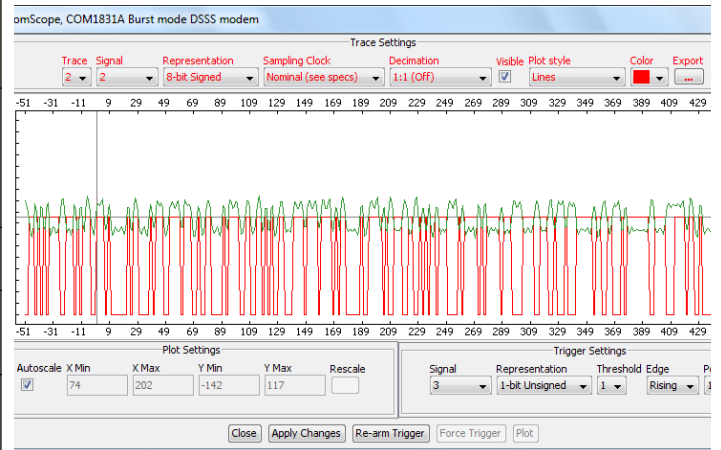 omScope, COM1831A Burst mode DSSS modem
Trace Settings
Trace Signal Representation Sampling Clock Decimation Visible Plot style Color Export
2 2 8-bit Signed Nominal (see specs) 1:1 (Off) Lines ...
-51 -31 -11 9 29 49 69 89 109 129 149 169 189 209 229 249 269 289 309 329 349 369 389 409 429
-51 -31 -11 9 29 49 69 89 109 129 149 169 189 209 229 249 269 289 309 329 349 369 389 409 429
Plot Settings Trigger Settings
Autoscale X Min X Max Y Min Y Max Rescale Signal Representation Threshold Edge Po
74 202 -142 117 3 1-bit Unsigned 1 Rising 1
Close Apply Changes Re-arm Trigger Force Trigger Plot